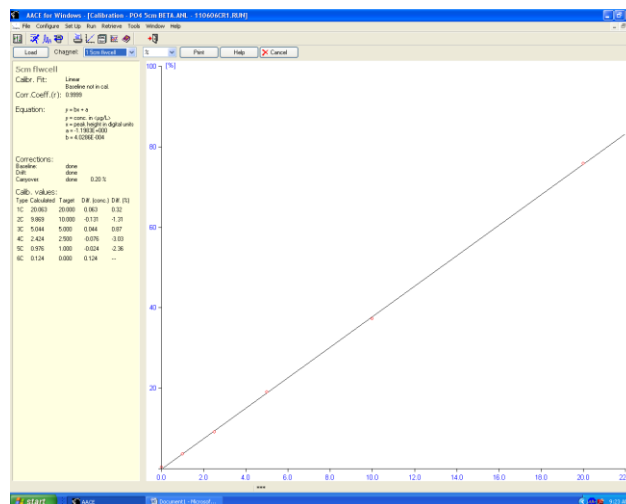 AACE for Windows - [Calibration - PO4 5cm BETA.ANL - 110606CR1.RUN]
File Configure Set Up Run Retrieve Tools Window Help
Load Channel: 1 5cm flwcell % Print Help Cancel
5cm flwcell
Calibr. Fit: Linear
Baseline not in cal.
Corr.Coeff.(r): 0.9999
Equation: y = bx + a
y = conc. in (µg/L)
x = peak height in digital units
b = 4.0286E-004
Corrections:
Baseline: done
Drift: done
Carryover: done 0.20 %
Calib. values:
Type Calculated Target Diff. (conc.) Diff. (%)
1C 20.063 20.000 0.063 0.32
2C 9.869 10.000 -0.131 -1.31
3C 5.044 5.000 0.044 0.87
4C 2.424 2.500 -0.076 -3.03
5C 0.976 1.000 -0.024 -2.36
6C 0.124 0.000 0.124 --
100 [%]
80
60
40
20
0.0 2.0 4.0 6.0 8.0 10.0 12.0 14.0 16.0 18.0 20.0 22
***
start AACE Document1 - Microsof...